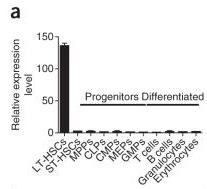 a
Relative expression
level
150
100
50
0
Progenitors Differentiated
LT-HSCs
ST-HSCs
MPPs
CLPs
CMPs
MEPs
GMPs
T cells
B cells
Granulocytes
Erythrocytes